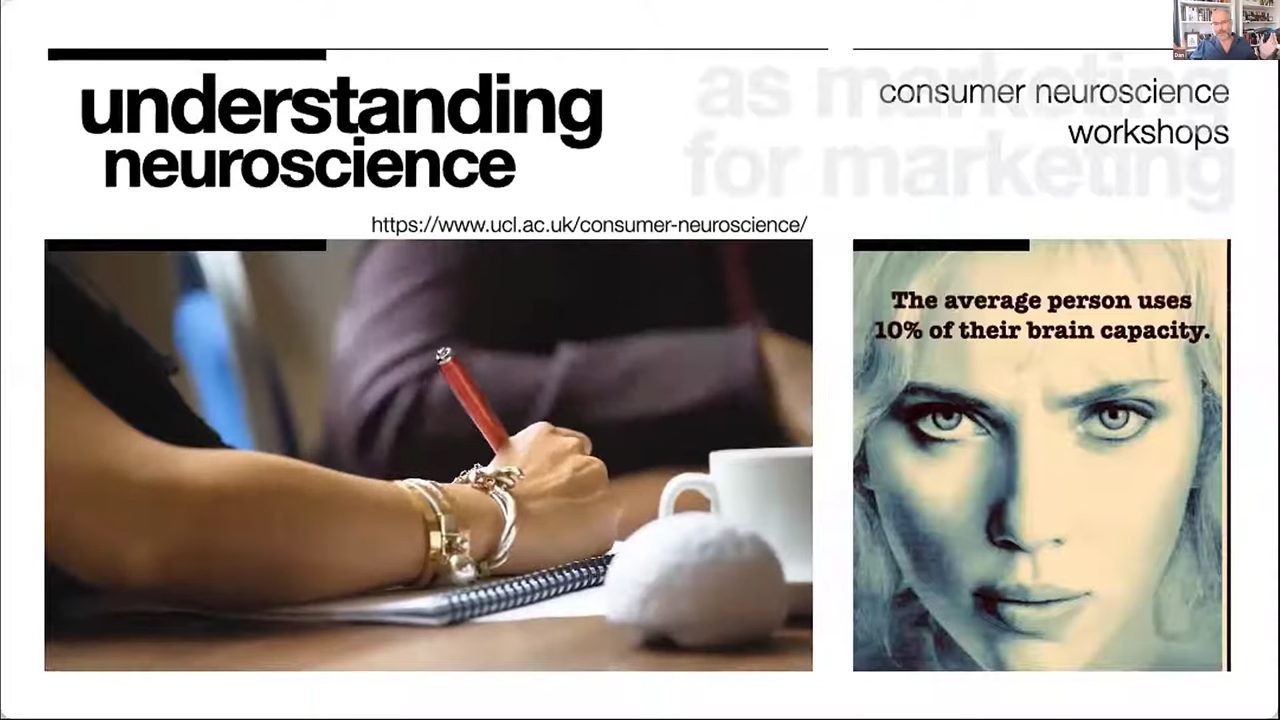 understanding
neuroscience
as marketing
for marketing
consumer neuroscience
workshops
https://www.ucl.ac.uk/consumer-neuroscience/
The average person uses
10% of their brain capacity.
Dan